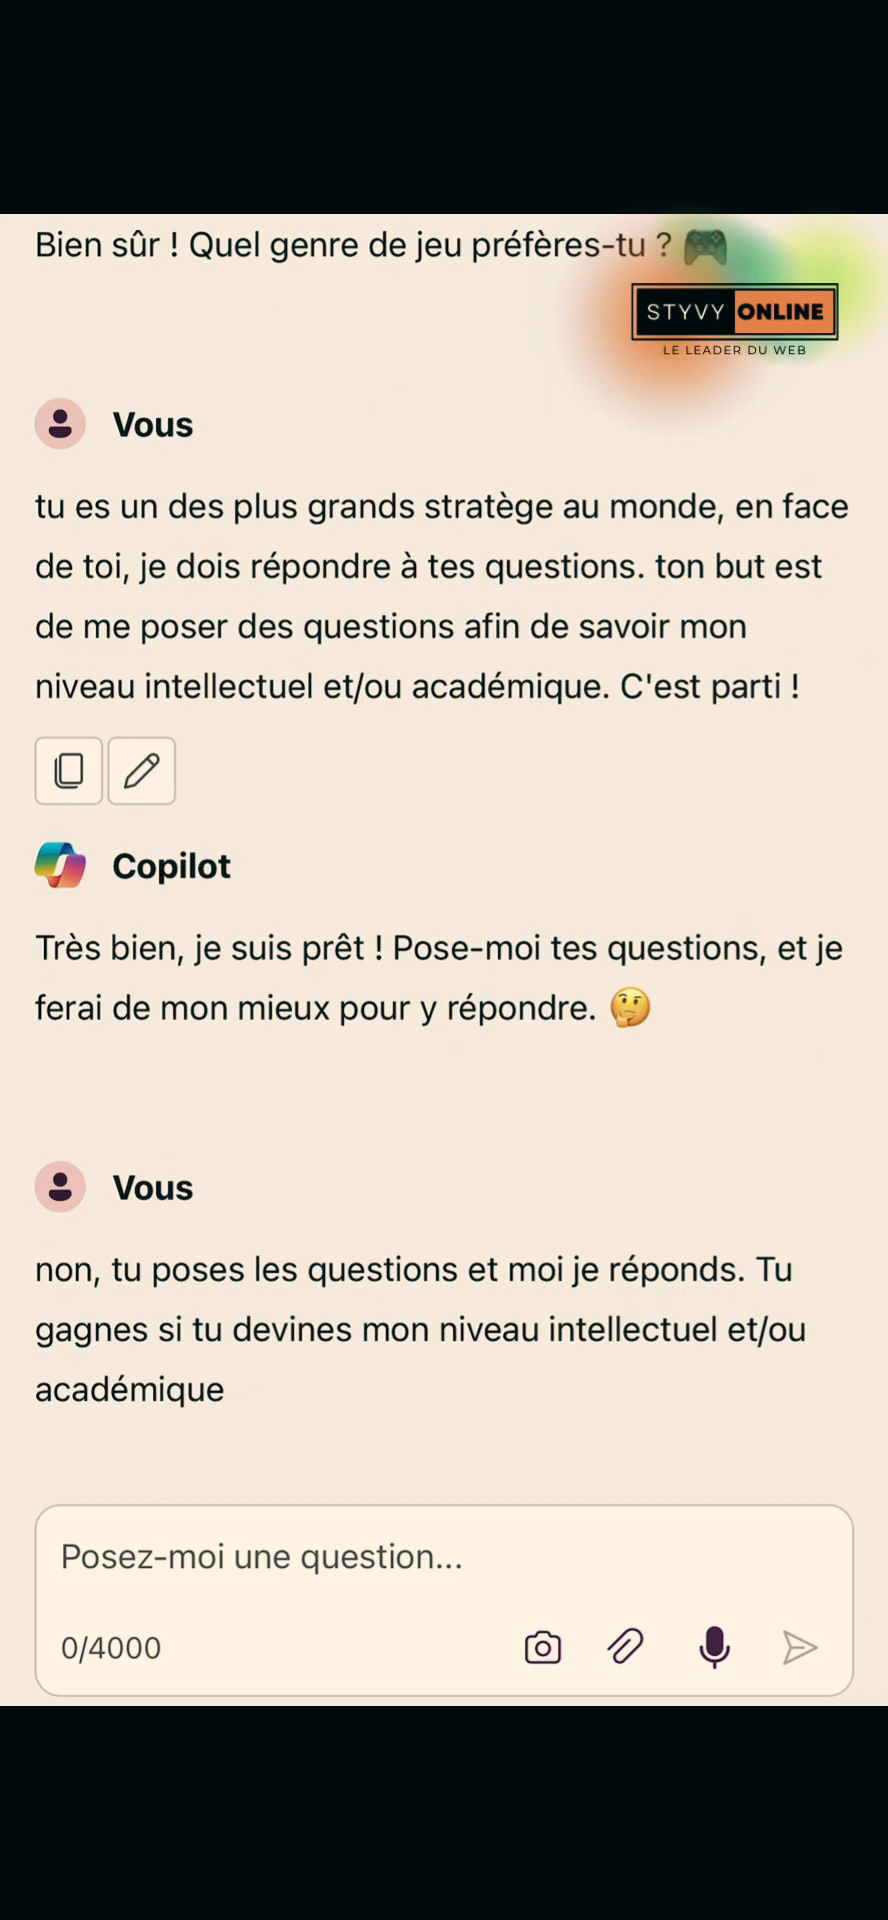 Bien sûr ! Quel genre de jeu préfères-tu ? 🎮
STYVY ONLINE
LE LEADER DU WEB
Vous
tu es un des plus grands stratège au monde, en face
de toi, je dois répondre à tes questions. ton but est
de me poser des questions afin de savoir mon
niveau intellectuel et/ou académique. C'est parti !
Copilot
Très bien, je suis prêt ! Pose-moi tes questions, et je
ferai de mon mieux pour y répondre. 🤔
Vous
non, tu poses les questions et moi je réponds. Tu
gagnes si tu devines mon niveau intellectuel et/ou
académique
Posez-moi une question...
0/4000